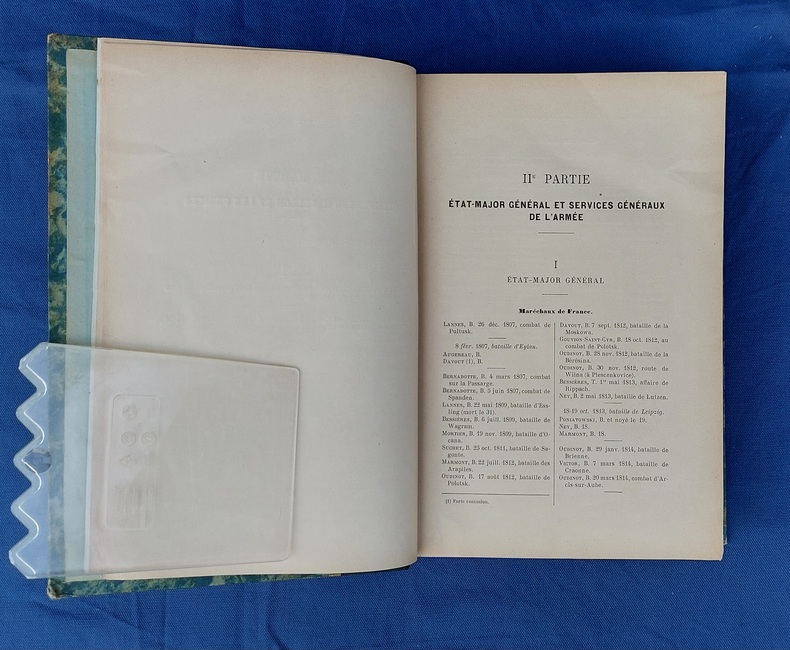 IIE PARTIE
ÉTAT-MAJOR GÉNÉRAL ET SERVICES GÉNÉRAUX
DE L'ARMÉE
I
ÉTAT-MAJOR GÉNÉRAL
Maréchaux de France.
LANNES, B. 26 déc. 1807, combat de
Pultusk.
8 févr. 1807, bataille d'Eylau.
AUGEREAU, B.
DAVOUT (1), B.
BERNADOTTE, B. 4 mars 1807, combat
sur la Passarge.
BERNADOTTE, B. 5 juin 1807, combat de
Spanden.
LANNES, B. 22 mai 1809, bataille d'Ess-
ling (mort le 31).
BESSIÈRES, B. 6 juill. 1809, bataille de
Wagram.
MORTIER, B. 19 nov. 1809, bataille d'O-
cana.
SUCHET, B. 25 oct. 1811, bataille de Sa-
gonte.
MARMONT, B. 22 juill. 1812, bataille des
Arapiles.
OUDINOT, B. 17 août 1812, bataille de
Polotsk.
(1) Forte contusion.
DAVOUT, B. 7 sept. 1812, bataille de la
Moskowa.
GOUVION-SAINT-CYR, B. 18 oct. 1812, au
combat de Polotsk.
OUDINOT, B. 28 nov. 1812, bataille de la
Bérésina.
OUDINOT, B. 30 nov. 1812, route de
Wilna (à Plescenkovice).
BESSIÈRES, T. 1er mai 1813, affaire de
Rippach.
NEY, B. 2 mai 1813, bataille de Lutzen.
18-19 oct. 1813, bataille de Leipzig.
PONIATOWSKI, B. et noyé le 19.
NEY, B. 18.
MARMONT, B. 18.
OUDINOT, B. 29 janv. 1814, bataille de
Brienne.
VICTOR, B. 7 mars 1814, bataille de
Craonne.
OUDINOT, B. 20 mars 1814, combat d'Ar-
cis-sur-Aube.